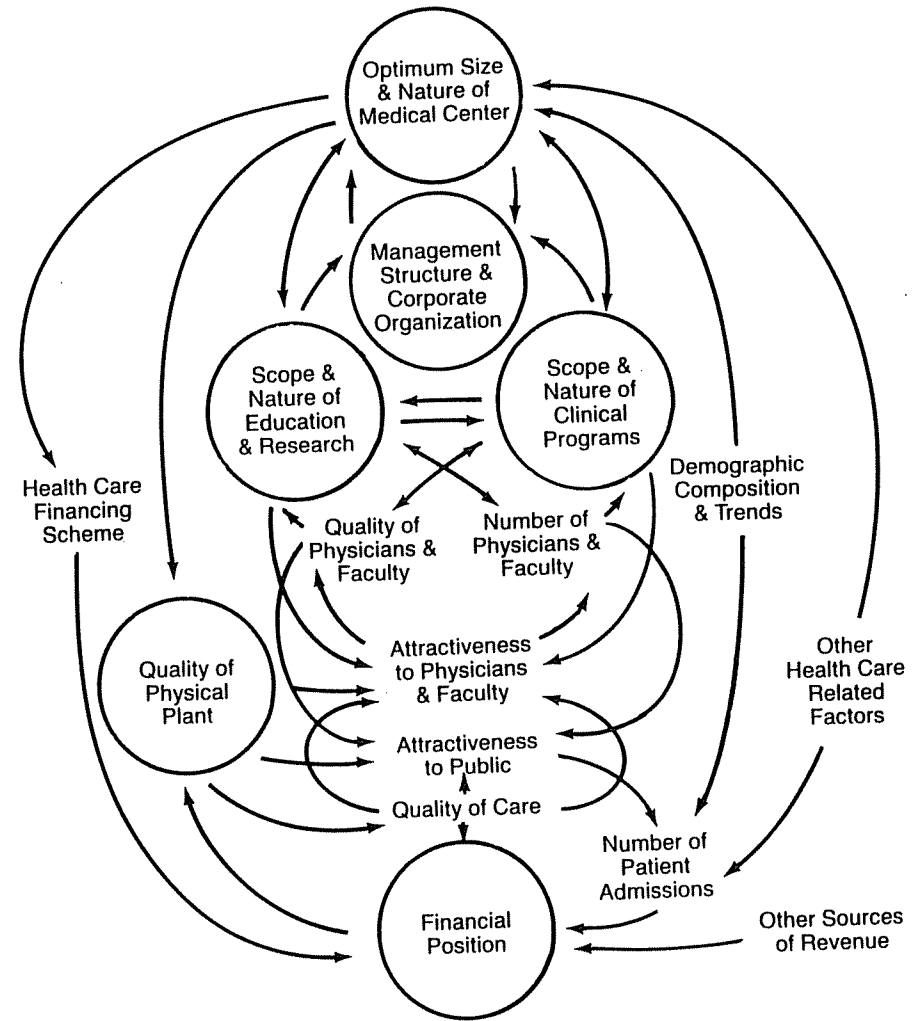 Optimum Size
& Nature of
Medical Center
Management
Structure &
Corporate
Organization
Scope &
Nature of
Education
& Research
Scope &
Nature of
Clinical
Programs
Health Care
Financing
Scheme
Quality of
Physicians &
Faculty
Number of
Physicians &
Faculty
Demographic
Composition
& Trends
Quality of
Physical
Plant
Attractiveness
to Physicians
& Faculty
Other
Health Care
Related
Factors
Attractiveness
to Public
Quality of Care
Number of
Patient
Admissions
Financial
Position
Other Sources
of Revenue